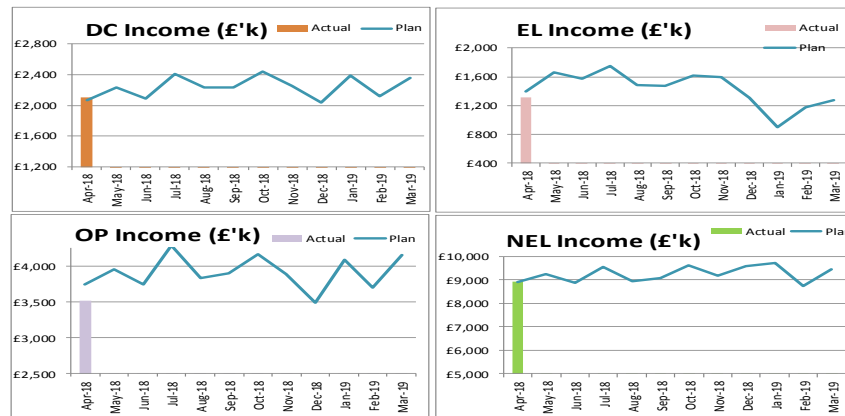 DC Income (£'k)
Actual
Plan
£2,800
£2,400
£2,000
£1,600
£1,200
Apr-18
May-18
Jun-18
Jul-18
Aug-18
Sep-18
Oct-18
Nov-18
Dec-18
Jan-19
Feb-19
Mar-19
EL Income (£'k)
Actual
Plan
£2,000
£1,600
£1,200
£800
£400
Apr-18
May-18
Jun-18
Jul-18
Aug-18
Sep-18
Oct-18
Nov-18
Dec-18
Jan-19
Feb-19
Mar-19
OP Income (£'k)
Actual
Plan
£4,000
£3,500
£3,000
£2,500
Apr-18
May-18
Jun-18
Jul-18
Aug-18
Sep-18
Oct-18
Nov-18
Dec-18
Jan-19
Feb-19
Mar-19
NEL Income (£'k)
Actual
Plan
£10,000
£9,000
£8,000
£7,000
£6,000
£5,000
Apr-18
May-18
Jun-18
Jul-18
Aug-18
Sep-18
Oct-18
Nov-18
Dec-18
Jan-19
Feb-19
Mar-19